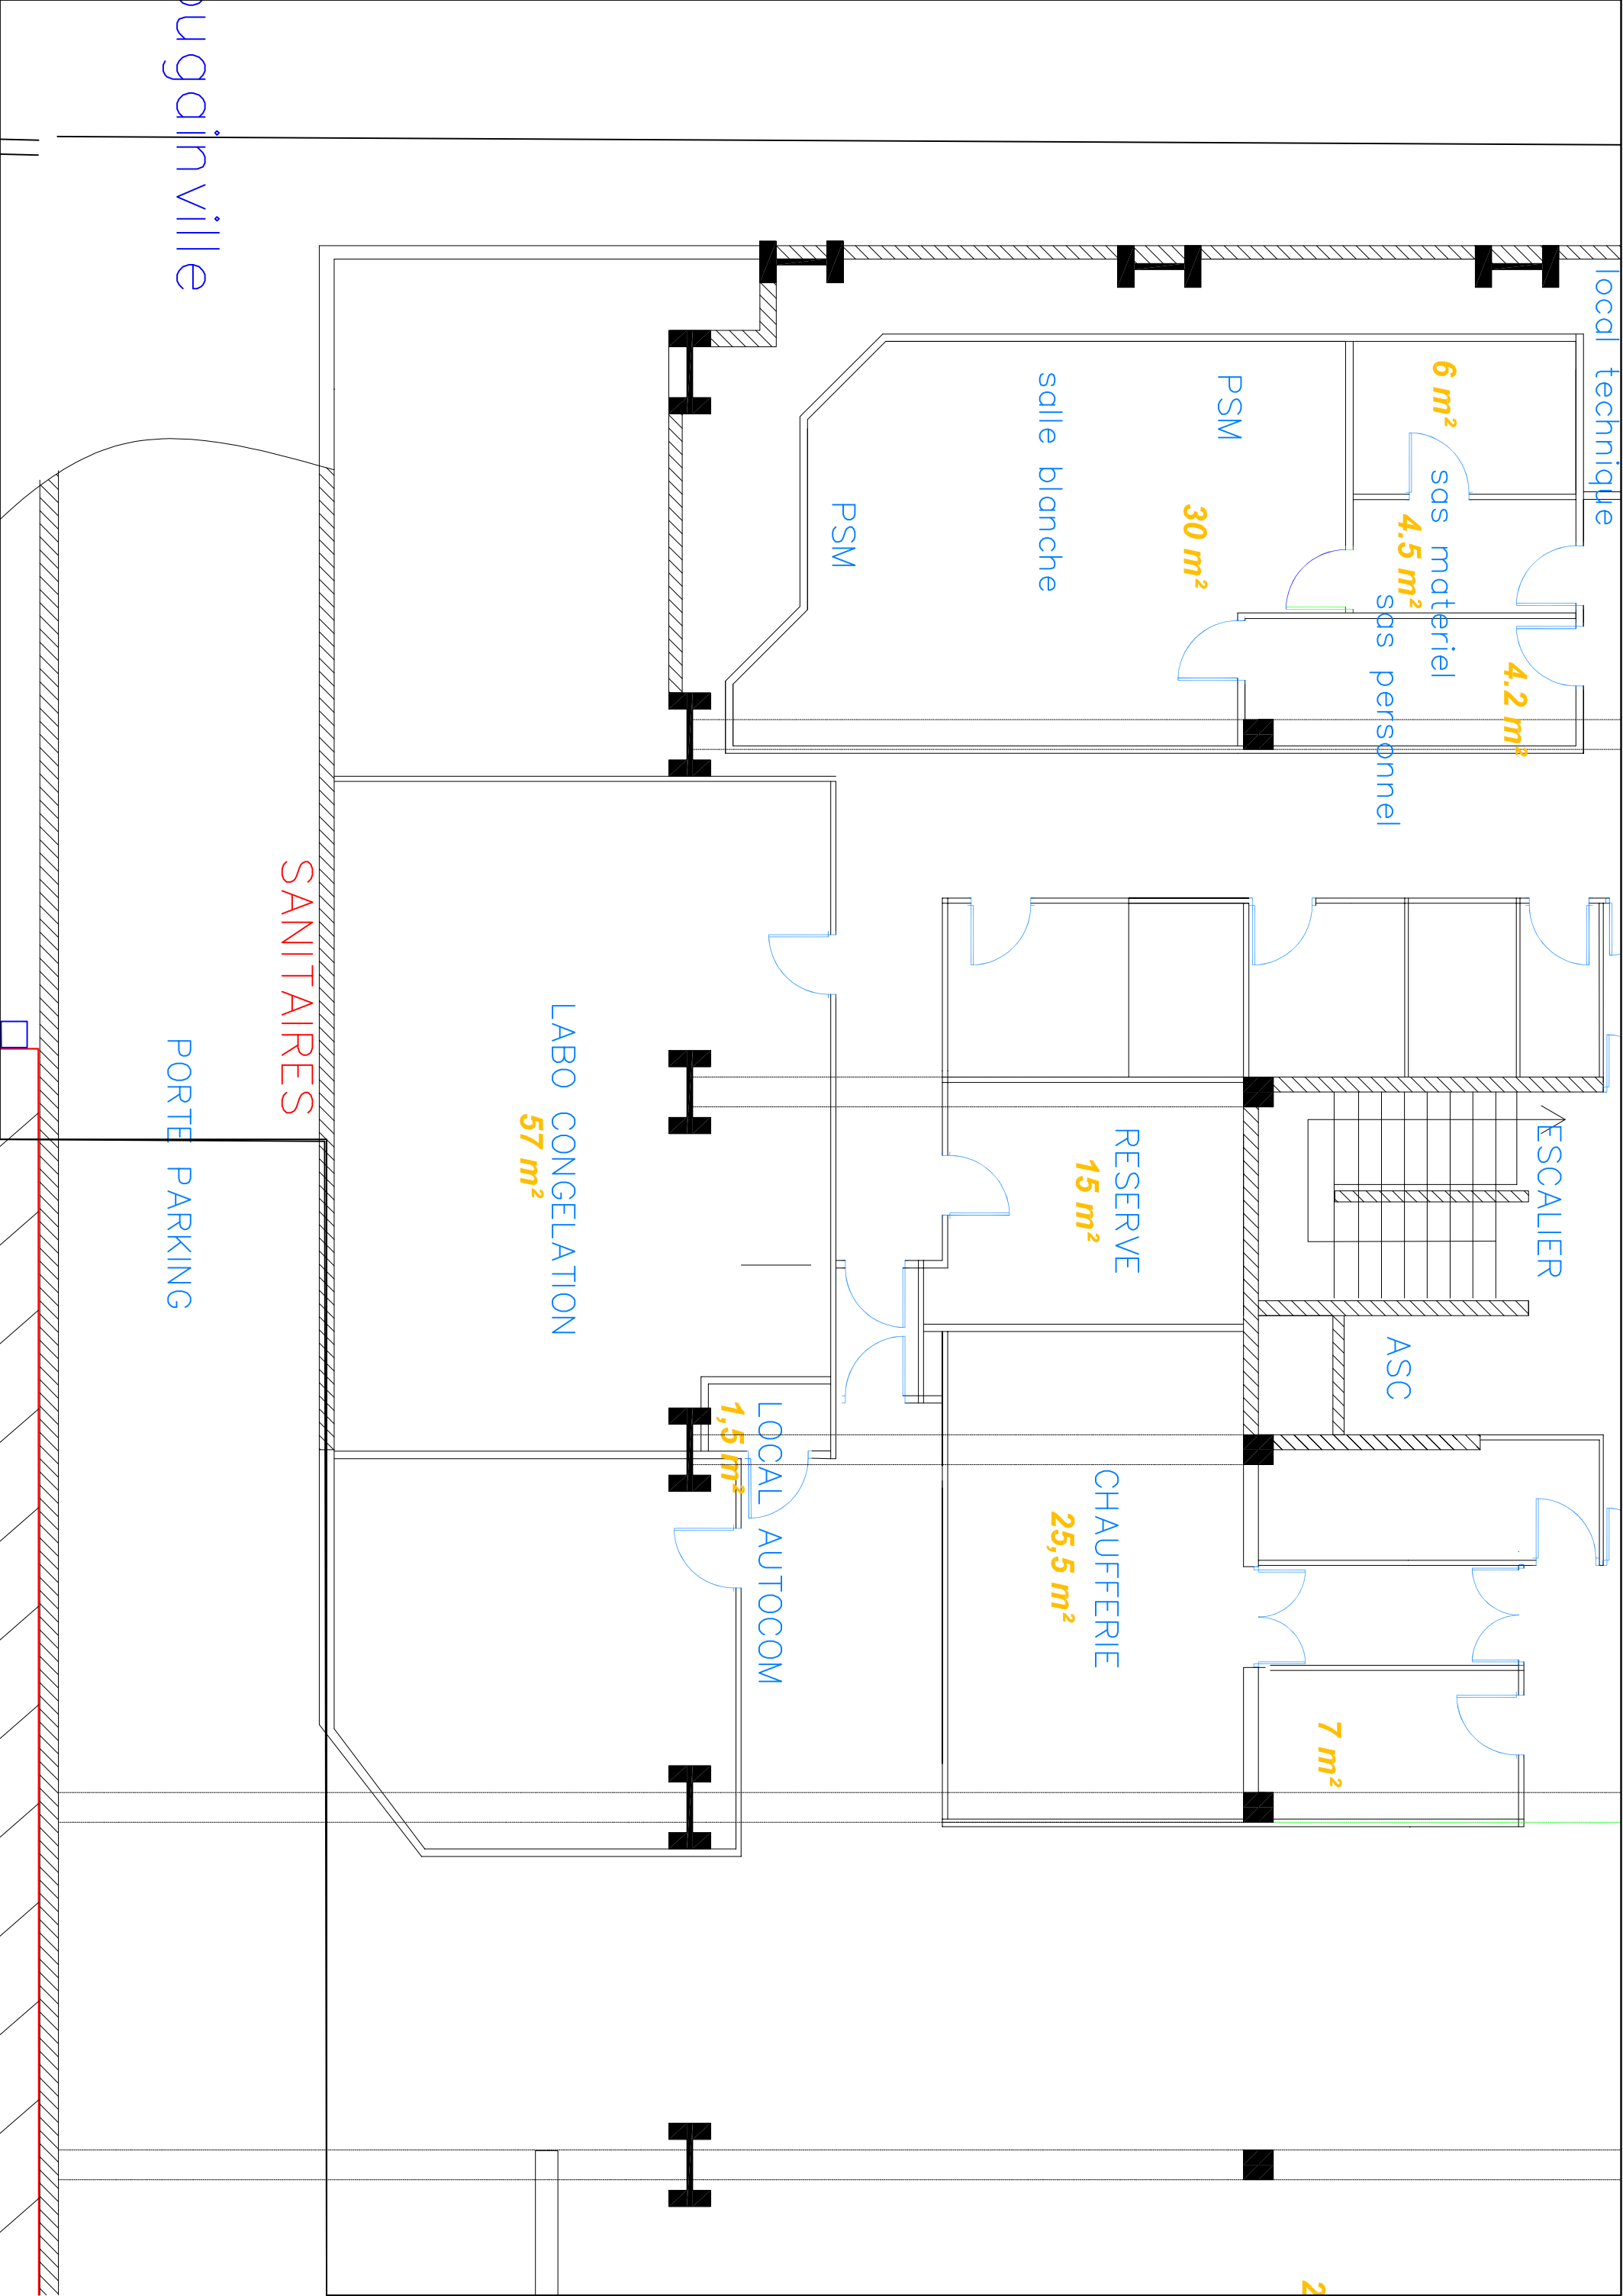 local technique
6 m²
sas materiel
4.5 m²
sas personnel
4.2 m²
PSM
30 m²
salle blanche
PSM
ESCALIER
ASC
RESERVE
15 m²
CHAUFFERIE
25,5 m²
7 m²
LOCAL AUTOCOM
1,5 m²
LABO CONGELATION
57 m²
SANITAIRES
ougainville
PORTE PARKING
2